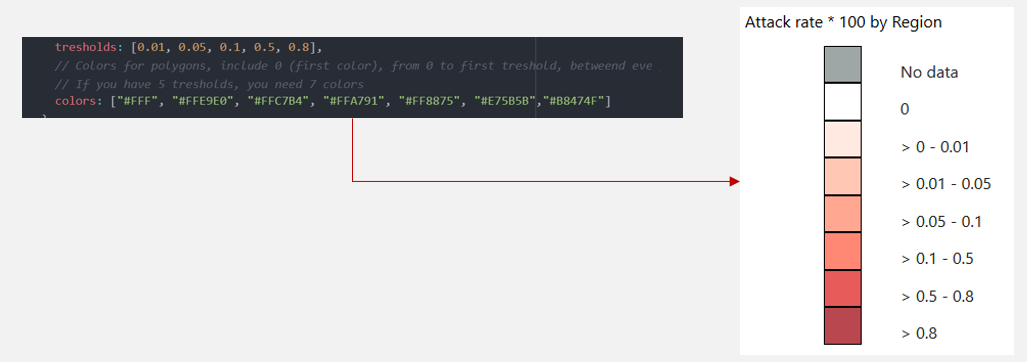 tresholds: [0.01, 0.05, 0.1, 0.5, 0.8],
// Colors for polygons, include 0 (first color), from 0 to first treshold, betweend eve
// If you have 5 tresholds, you need 7 colors
colors: ["#FFF", "#FFE9E0", "#FFC7B4", "#FFA791", "#FF8875", "#E75B5B","#B8474F"]
Attack rate * 100 by Region
No data
0
> 0 - 0.01
> 0.01 - 0.05
> 0.05 - 0.1
> 0.1 - 0.5
> 0.5 - 0.8
> 0.8